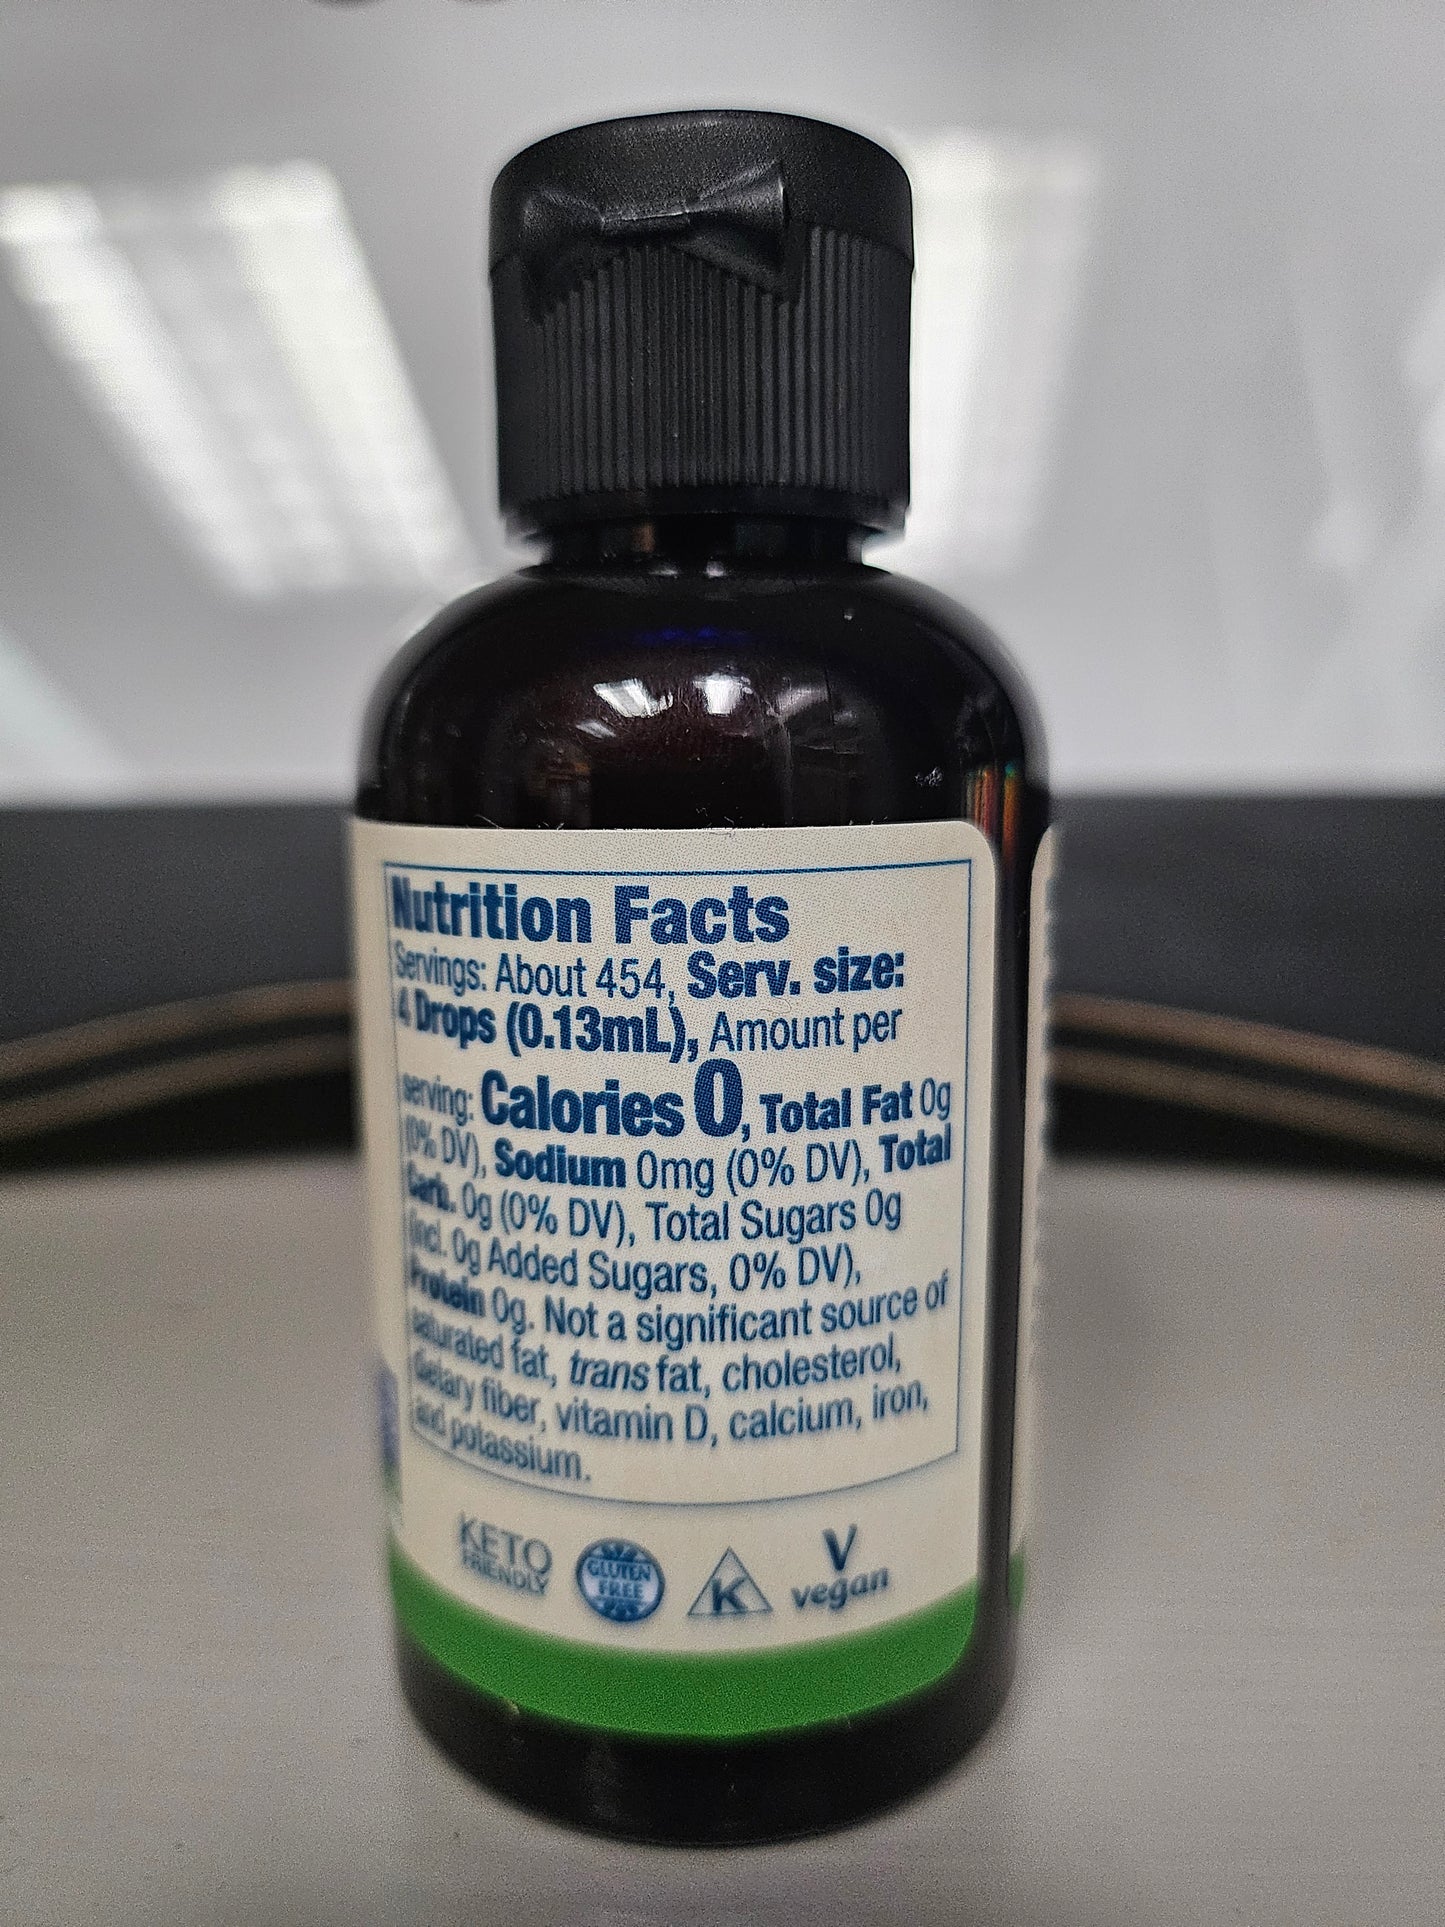 Nutrition Facts
Servings: About 454, Serv. size:
4 Drops (0.13mL), Amount per
serving: Calories 0, Total Fat 0g
(0% DV), Sodium 0mg (0% DV), Total
Carb. 0g (0% DV), Total Sugars 0g
(incl. 0g Added Sugars, 0% DV),
Protein 0g. Not a significant source of
saturated fat, trans fat, cholesterol,
dietary fiber, vitamin D, calcium, iron,
and potassium.
KETO
FRIENDLY
GLUTEN
FREE
K
V
vegan